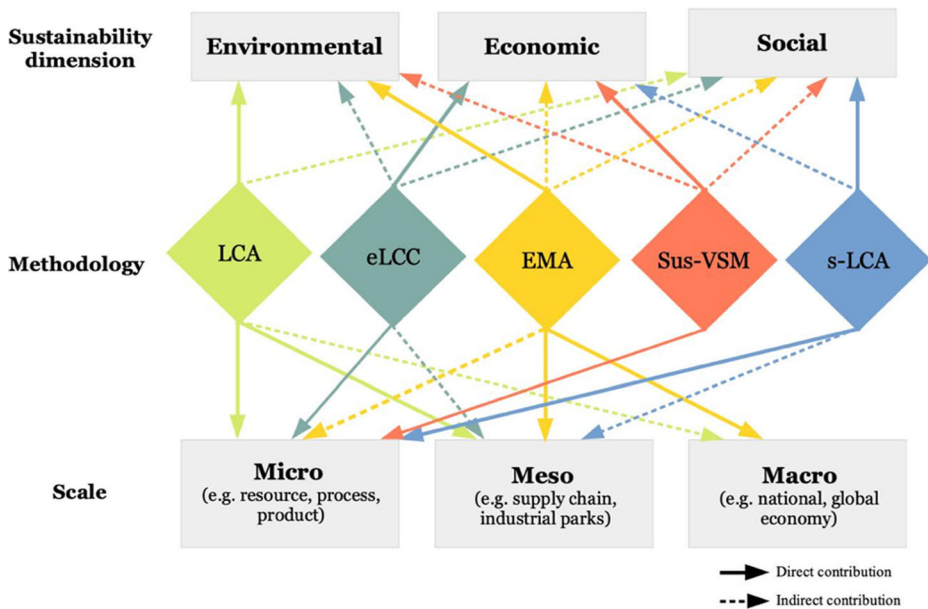 Sustainability
dimension
Environmental
Economic
Social
Methodology
LCA
eLCC
EMA
Sus-VSM
s-LCA
Scale
Micro
(e.g. resource, process,
product)
Meso
(e.g. supply chain,
industrial parks)
Macro
(e.g. national, global
economy)
Direct contribution
Indirect contribution